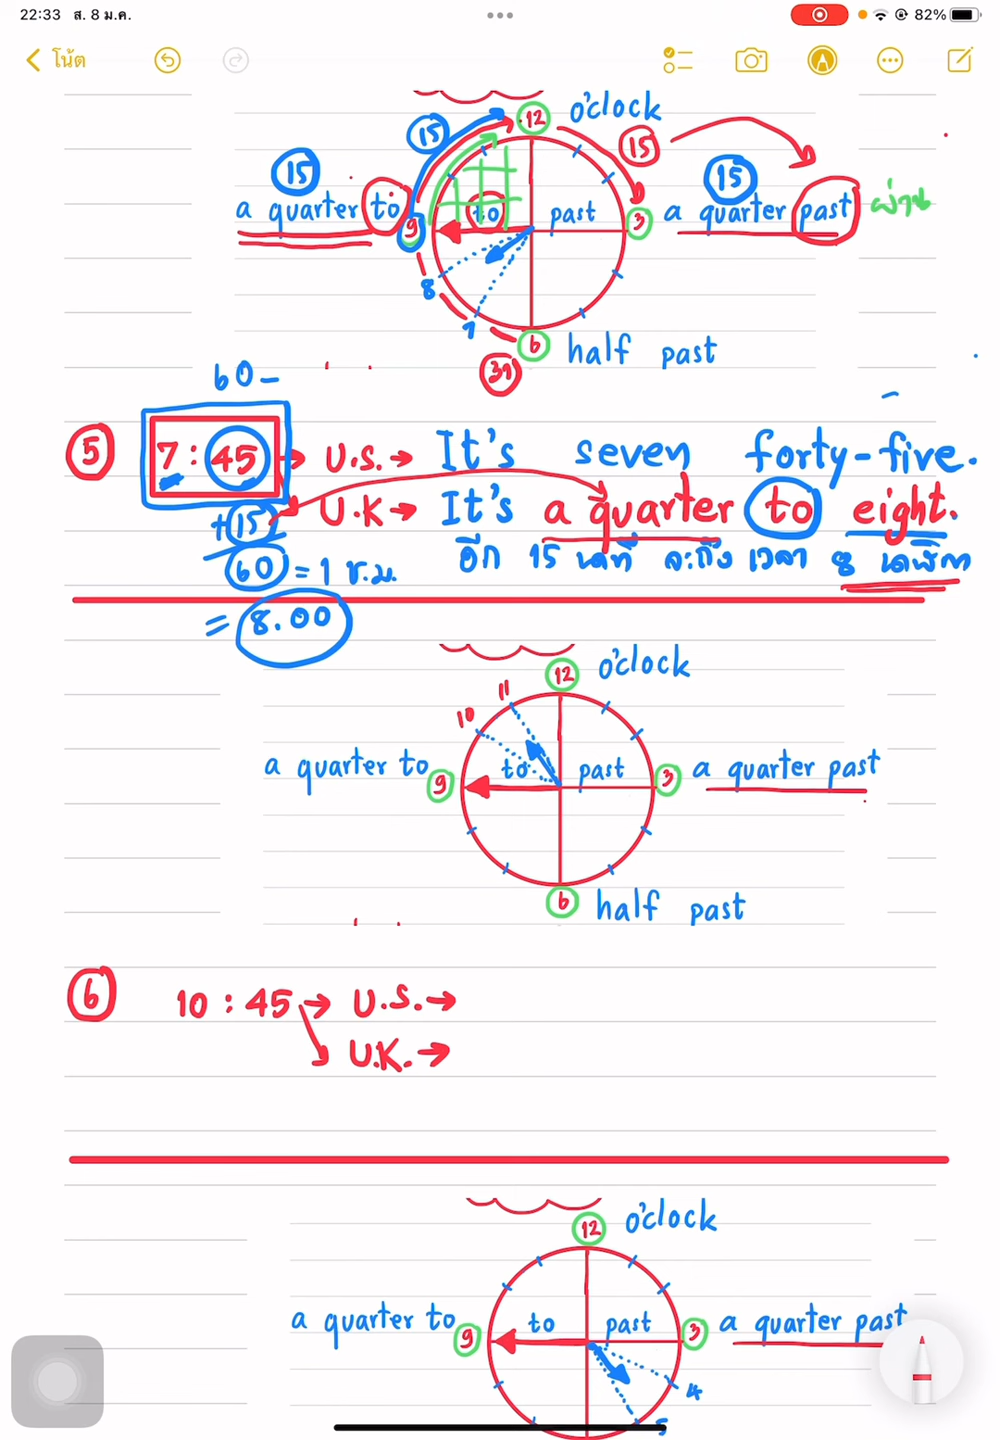 22:33 ส. 8 ม.ค.
82%
โน้ต
12 o'clock
15 15 15 15
a quarter to 9 to past 3 a quarter past ผ่าน
8
7
6 half past
31
60-
5 7 : 45 → U.S. → It's seven forty-five.
U.K → It's a quarter to eight.
+15
อีก 15 นาที จะถึง เวลา 8 นาฬิกา
60 = 1 ช.ม.
= 8.00
12 o'clock
11
10
a quarter to 9 to past 3 a quarter past
6 half past
6 10 : 45 → U.S. →
U.K. →
12 o'clock
a quarter to 9 to past 3 a quarter past
4
5